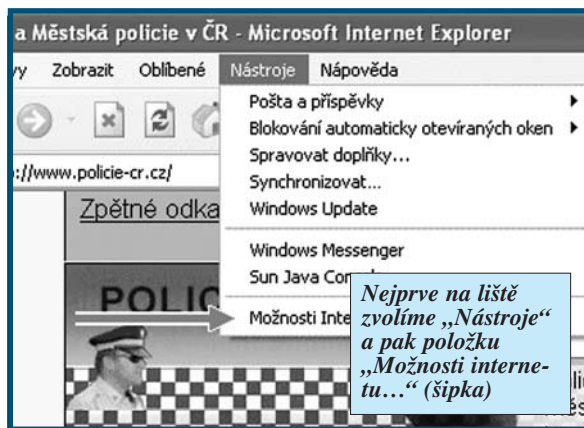 a Městská policie v ČR - Microsoft Internet Explorer
vy Zobrazit Oblíbené Nástroje Nápověda
Pošta a příspěvky
Blokování automaticky otevíraných oken
://www.policie-cr.cz/
Spravovat doplňky...
Synchronizovat...
Zpětné odka
Windows Update
Windows Messenger
Sun Java Con
POLIC
Možnosti Inte
Nejprve na liště
zvolíme „Nástroje“
a pak položku
„Možnosti interne-
tu...“ (šipka)